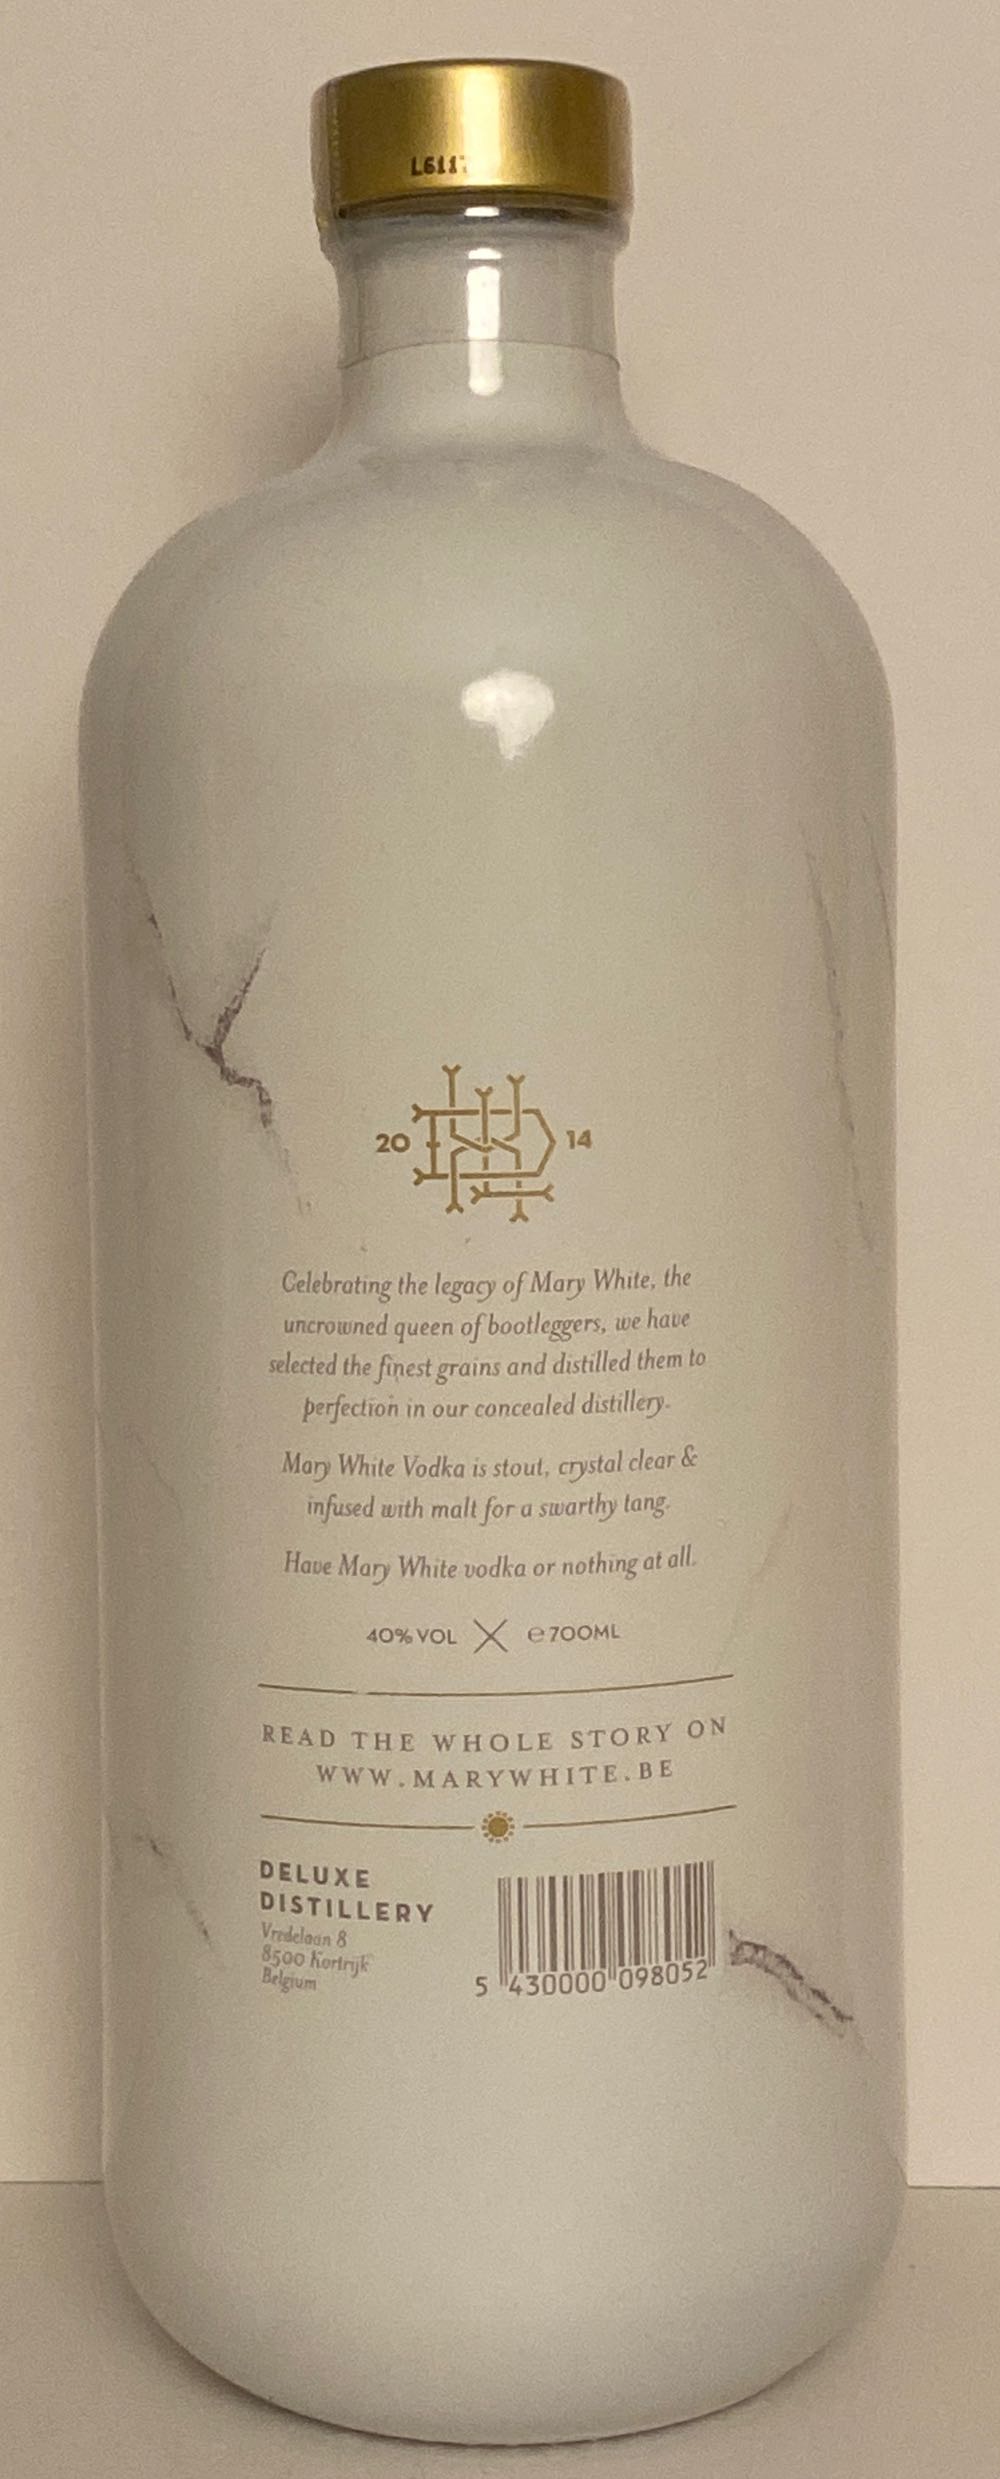 20 14
Celebrating the legacy of Mary White, the
uncrowned queen of bootleggers, we have
selected the finest grains and distilled them to
perfection in our concealed distillery.
Mary White Vodka is stout, crystal clear &
infused with malt for a swarthy tang.
Have Mary White vodka or nothing at all.
40% VOL X ℮700ML
READ THE WHOLE STORY ON
WWW.MARYWHITE.BE
DELUXE
DISTILLERY
Vredelaan 8
8500 Kortrijk
Belgium
5 430000 098052